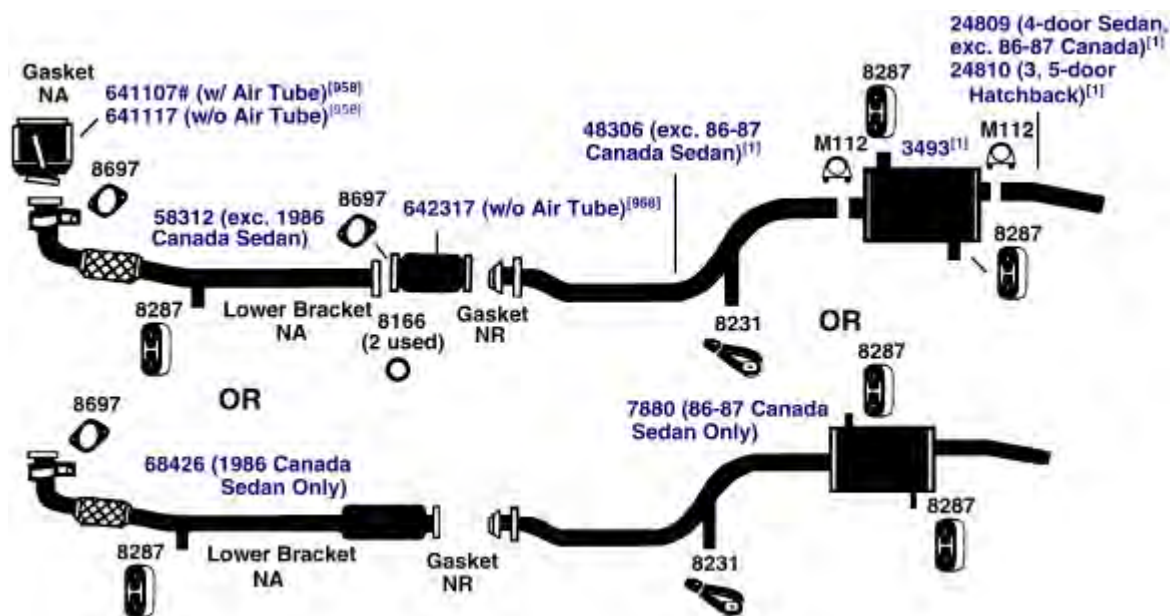 Gasket
NA
641107# (w/ Air Tube)[958]
641117 (w/o Air Tube)[958]
8697
58312 (exc. 1986
Canada Sedan)
8697
642317 (w/o Air Tube)[968]
48306 (exc. 86-87
Canada Sedan)[1]
M112
8287
3493[1]
24809 (4-door Sedan,
exc. 86-87 Canada)[1]
24810 (3, 5-door
Hatchback)[1]
M112
8287
8287
Lower Bracket
NA
8166
(2 used)
Gasket
NR
8231
OR
OR
8697
68426 (1986 Canada
Sedan Only)
8287
Lower Bracket
NA
Gasket
NR
7880 (86-87 Canada
Sedan Only)
8287
8231
8287